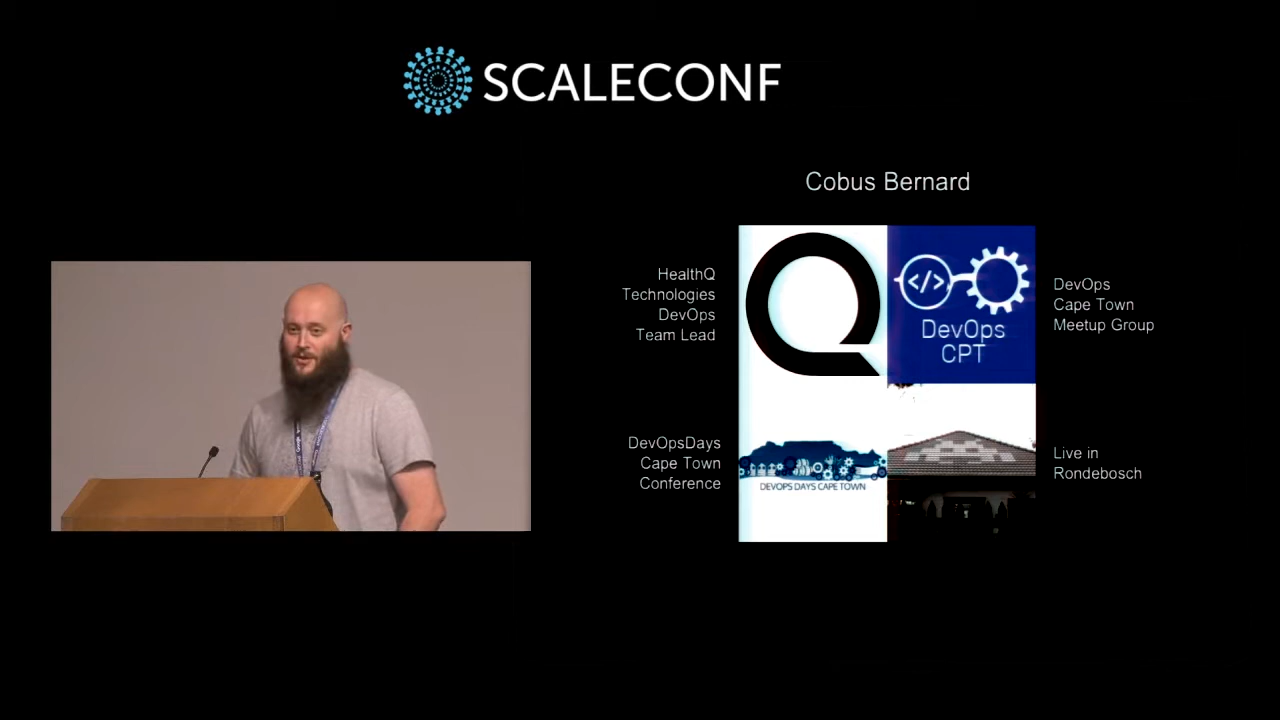 SCALECONF
Cobus Bernard
HealthQ
Technologies
DevOps
Team Lead
</>
DevOps
CPT
DevOps
Cape Town
Meetup Group
DevOpsDays
Cape Town
Conference
DEVOPS DAYS CAPE TOWN
Live in
Rondebosch